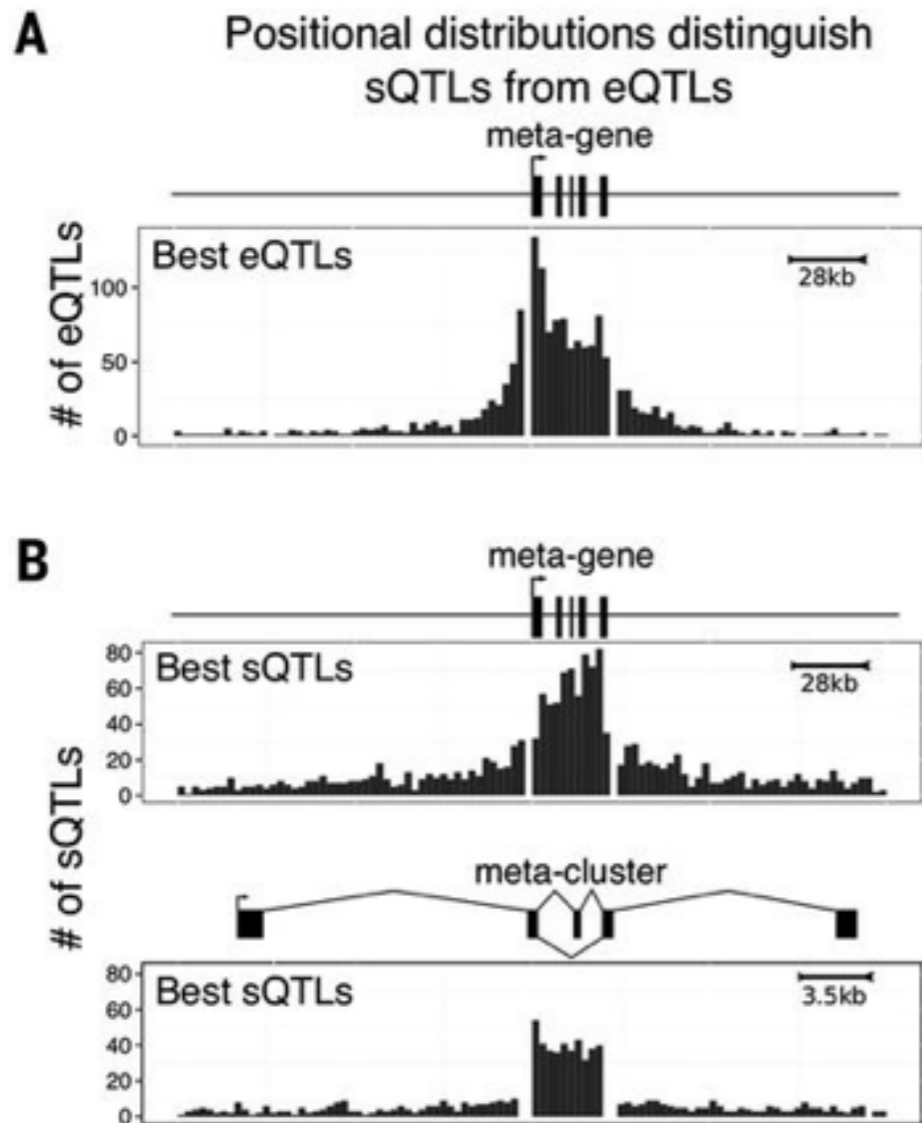 A
Positional distributions distinguish
sQTLs from eQTLs
meta-gene
# of eQTLs
Best eQTLs
28kb
100
50
0
B
meta-gene
# of sQTLs
Best sQTLs
28kb
80
60
40
20
0
meta-cluster
Best sQTLs
3.5kb
80
60
40
20
0